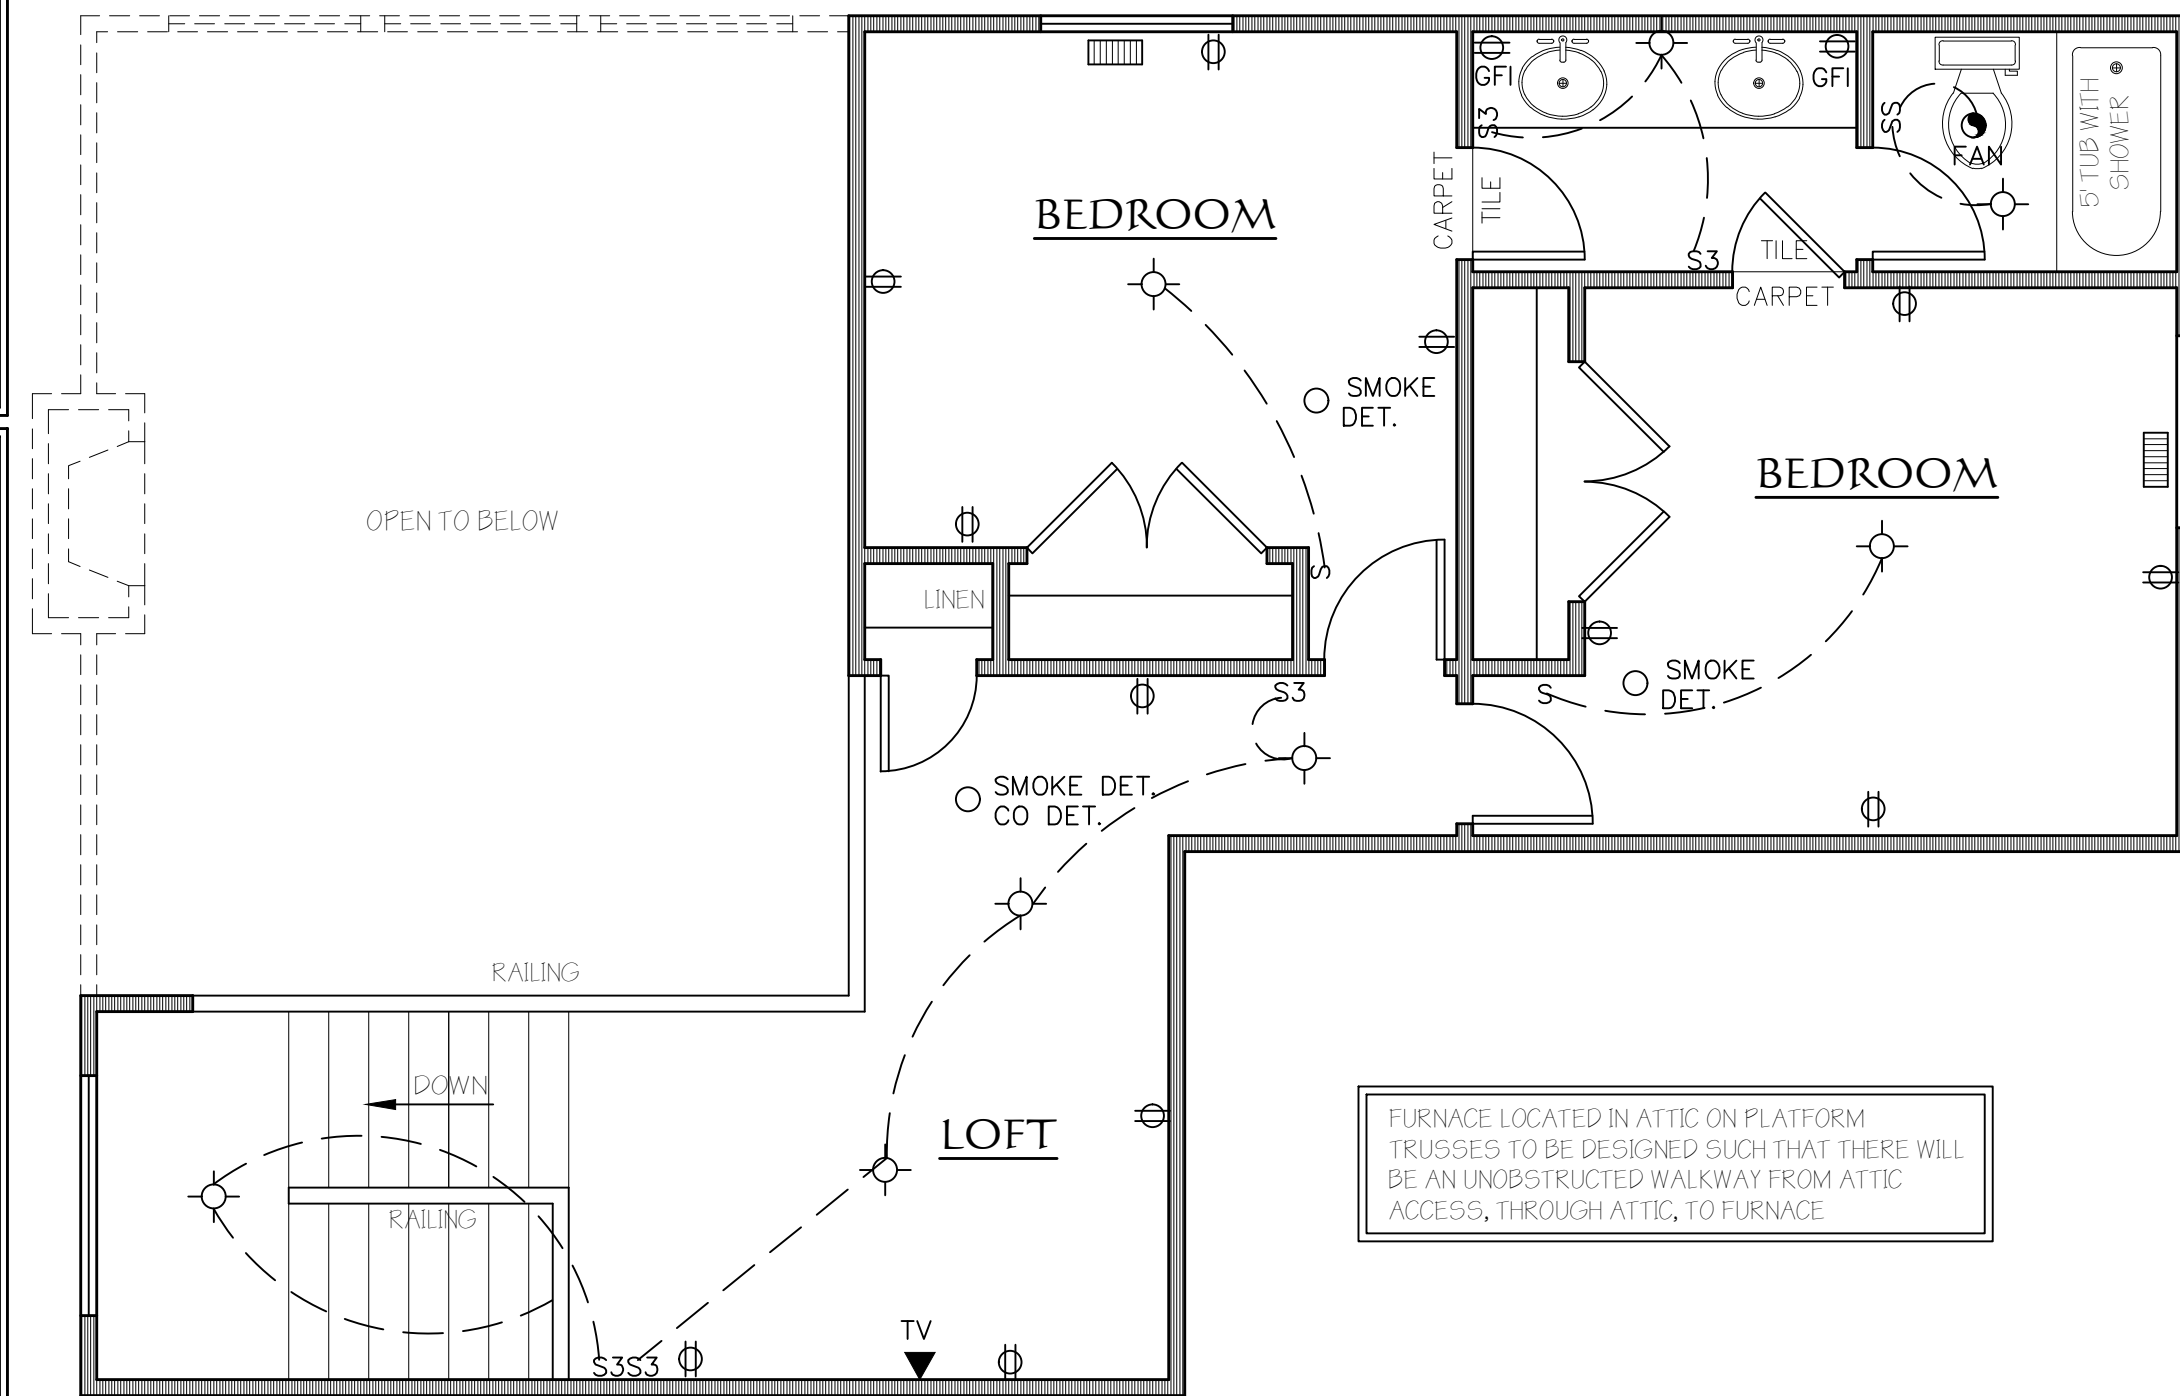 GFI
GFI
S3
SS
FAN
5' TUB WITH
SHOWER
CARPET
TILE
BEDROOM
S3
TILE
CARPET
SMOKE
DET.
BEDROOM
OPEN TO BELOW
S
LINEN
SMOKE
DET.
S
S3
SMOKE DET.
CO DET.
RAILING
DOWN
LOFT
RAILING
FURNACE LOCATED IN ATTIC ON PLATFORM
TRUSSES TO BE DESIGNED SUCH THAT THERE WILL
BE AN UNOBSTRUCTED WALKWAY FROM ATTIC
ACCESS, THROUGH ATTIC, TO FURNACE
TV
S3S3